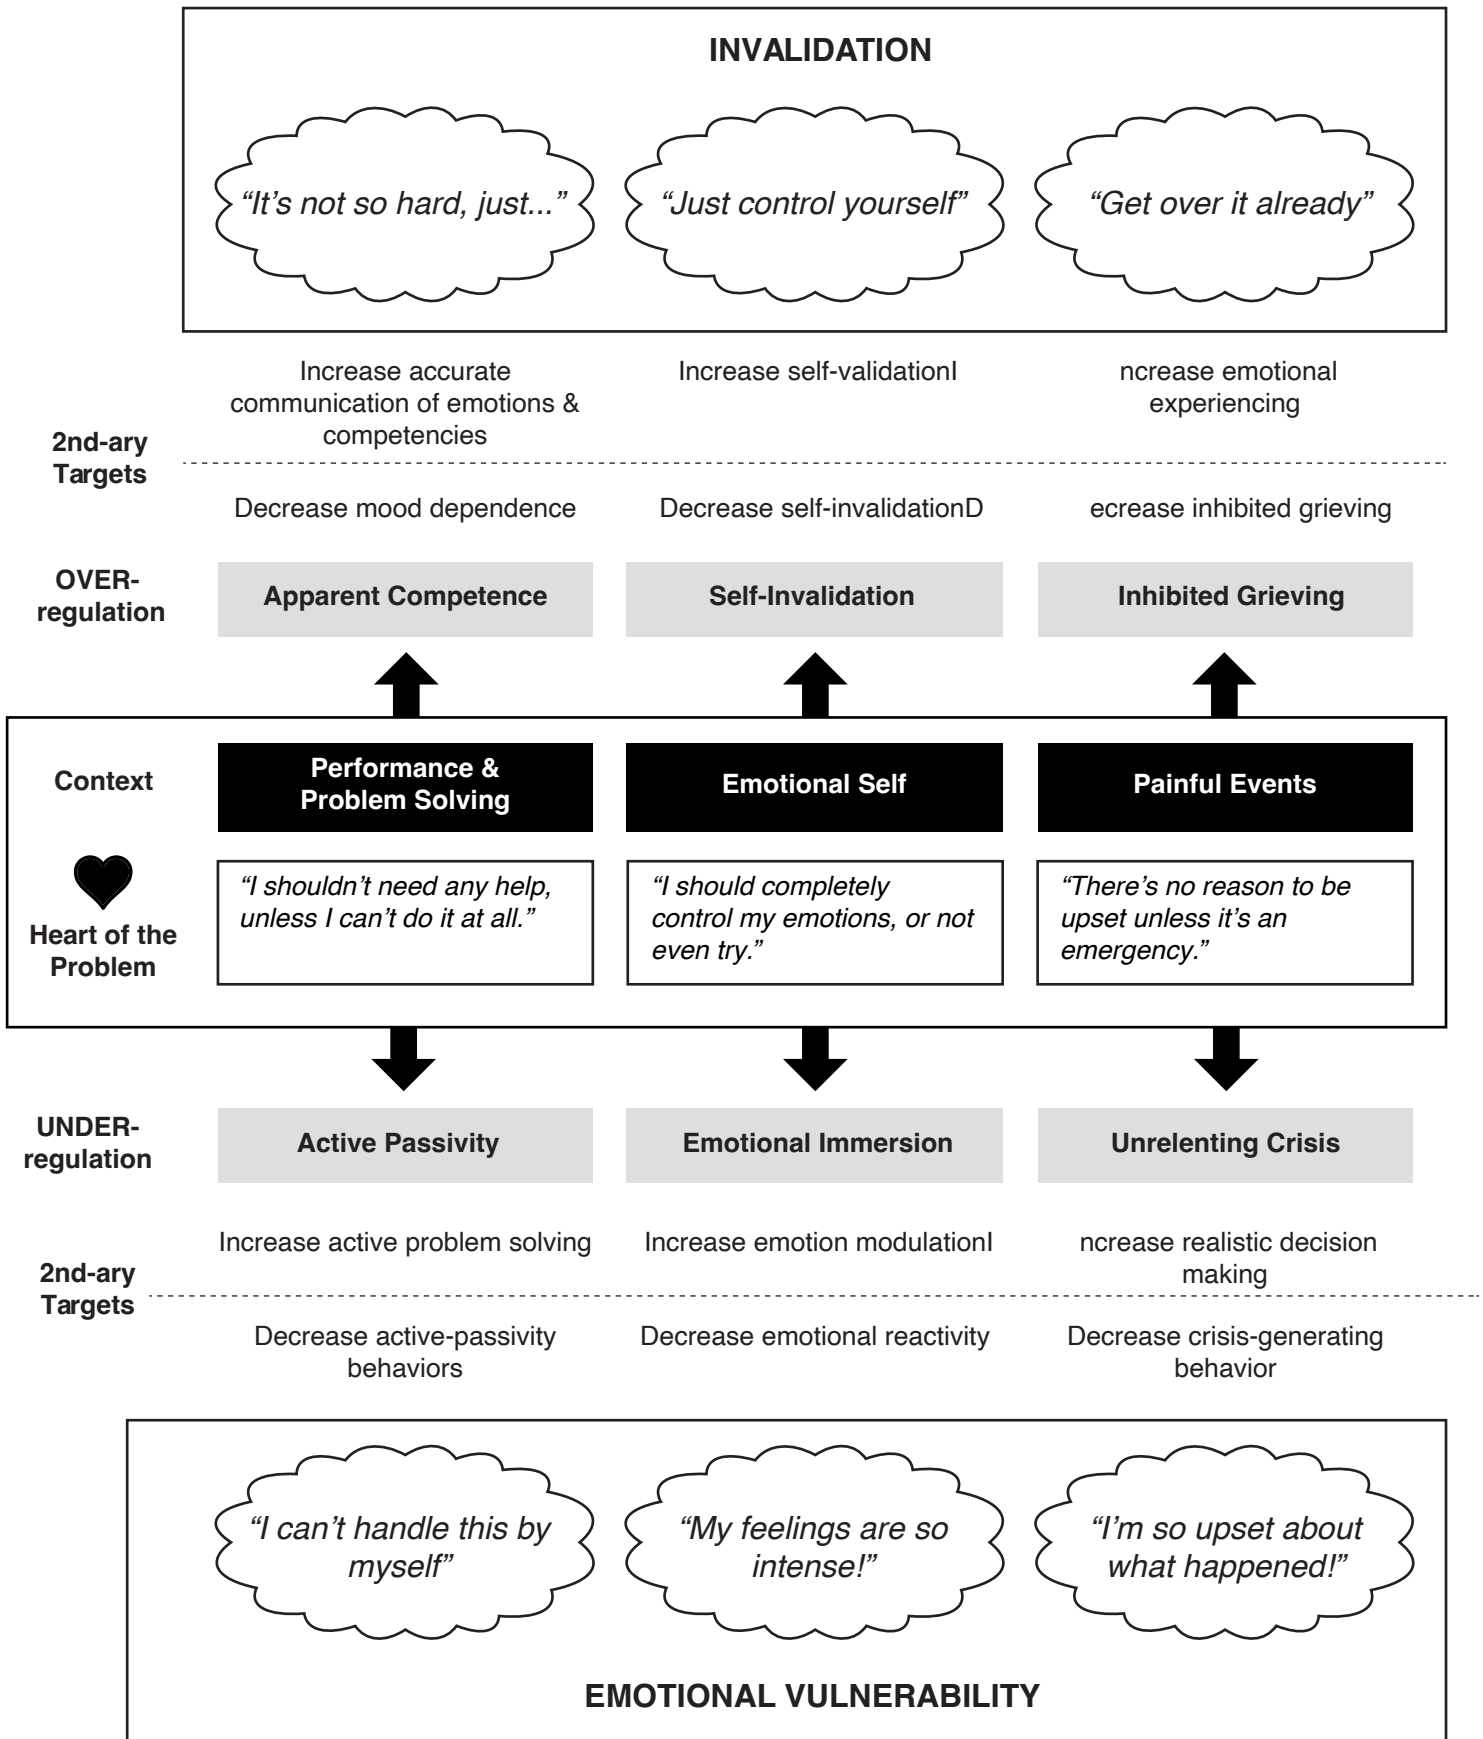 INVALIDATION
“It's not so hard, just...”
“Just control yourself”
“Get over it already”
Increase accurate
communication of emotions &
competencies
Increase self-validationI
ncrease emotional
experiencing
2nd-ary
Targets
Decrease mood dependence
Decrease self-invalidationD
ecrease inhibited grieving
OVER-
regulation
Apparent Competence
Self-Invalidation
Inhibited Grieving
Context
Performance &
Problem Solving
Emotional Self
Painful Events
Heart of the
Problem
“I shouldn’t need any help,
unless I can’t do it at all.”
“I should completely
control my emotions, or not
even try.”
“There’s no reason to be
upset unless it’s an
emergency.”
UNDER-
regulation
Active Passivity
Emotional Immersion
Unrelenting Crisis
Increase active problem solving
Increase emotion modulationI
ncrease realistic decision
making
2nd-ary
Targets
Decrease active-passivity
behaviors
Decrease emotional reactivity
Decrease crisis-generating
behavior
“I can’t handle this by
myself”
“My feelings are so
intense!”
“I’m so upset about
what happened!”
EMOTIONAL VULNERABILITY